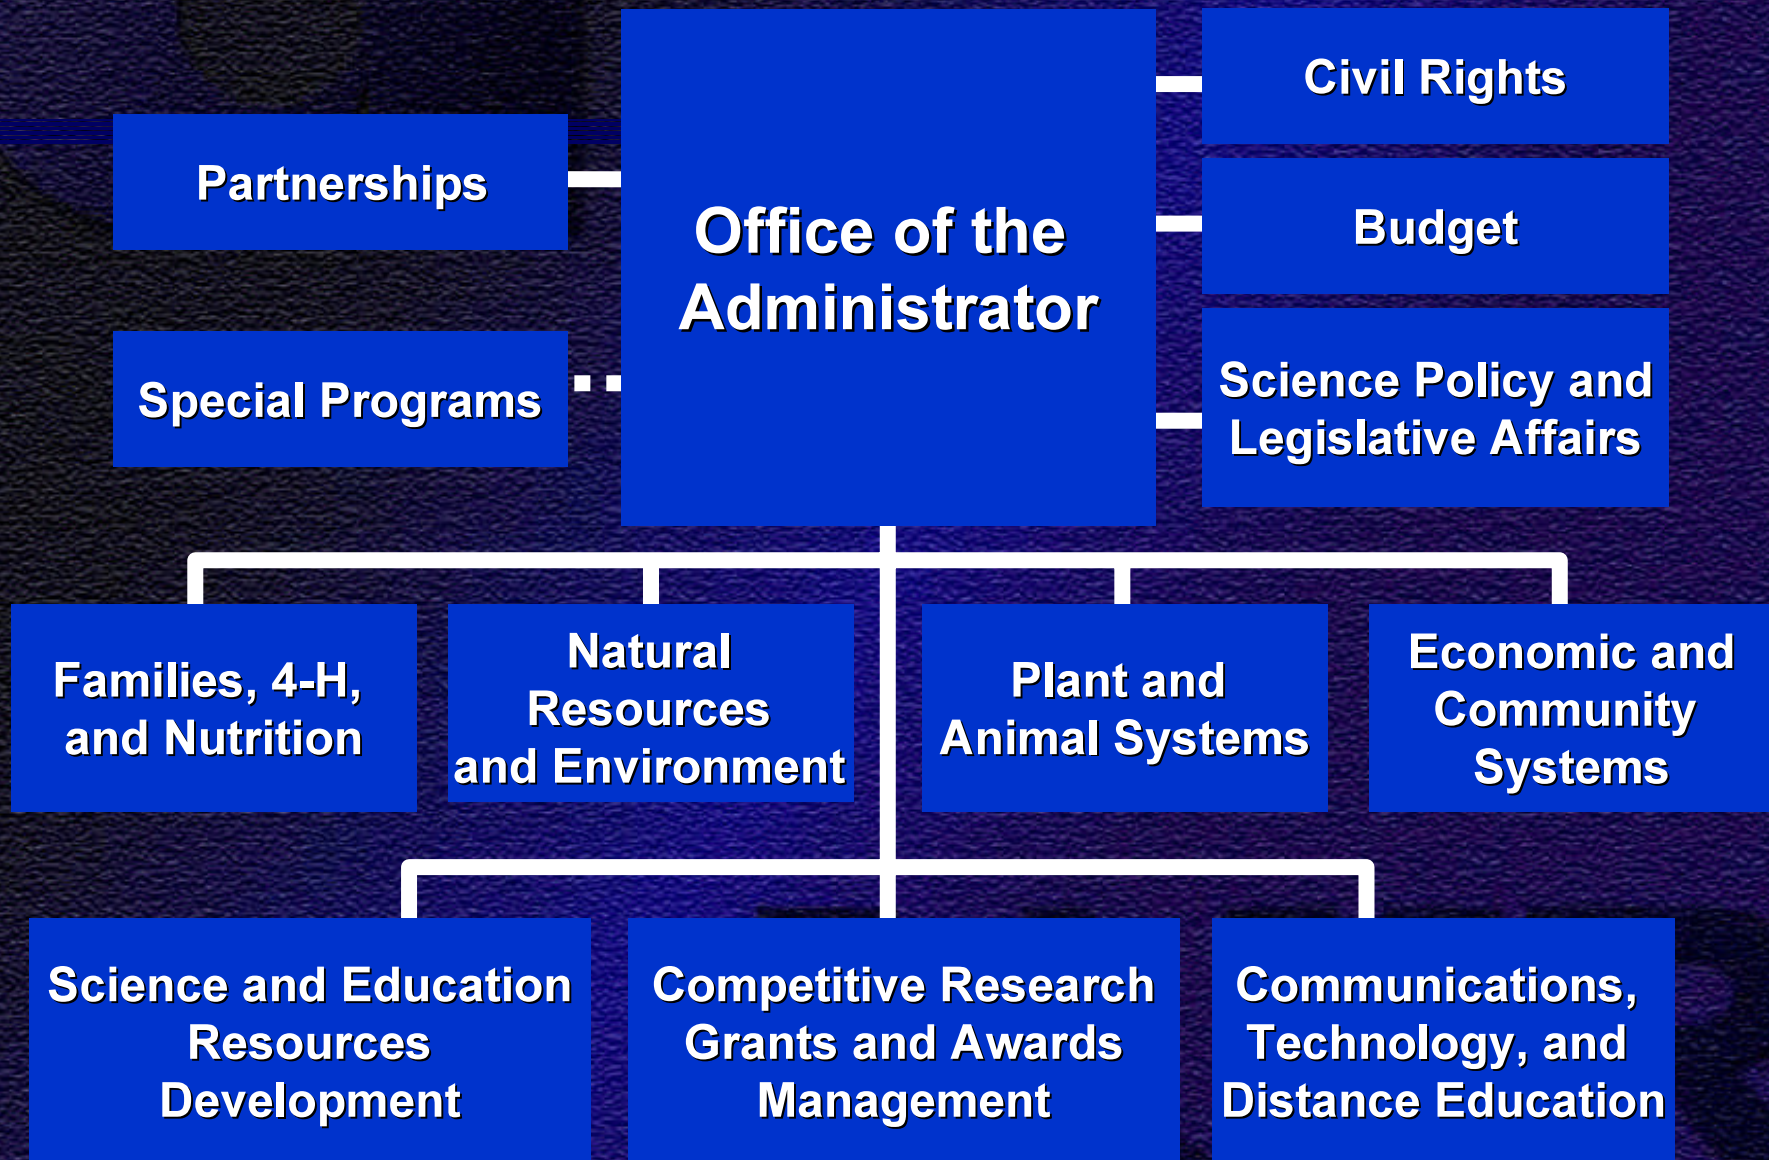 Office of the
Administrator
Partnerships
Special Programs
Civil Rights
Budget
Science Policy and
Legislative Affairs
Families, 4-H,
and Nutrition
Natural
Resources
and Environment
Plant and
Animal Systems
Economic and
Community
Systems
Science and Education
Resources
Development
Competitive Research
Grants and Awards
Management
Communications,
Technology, and
Distance Education